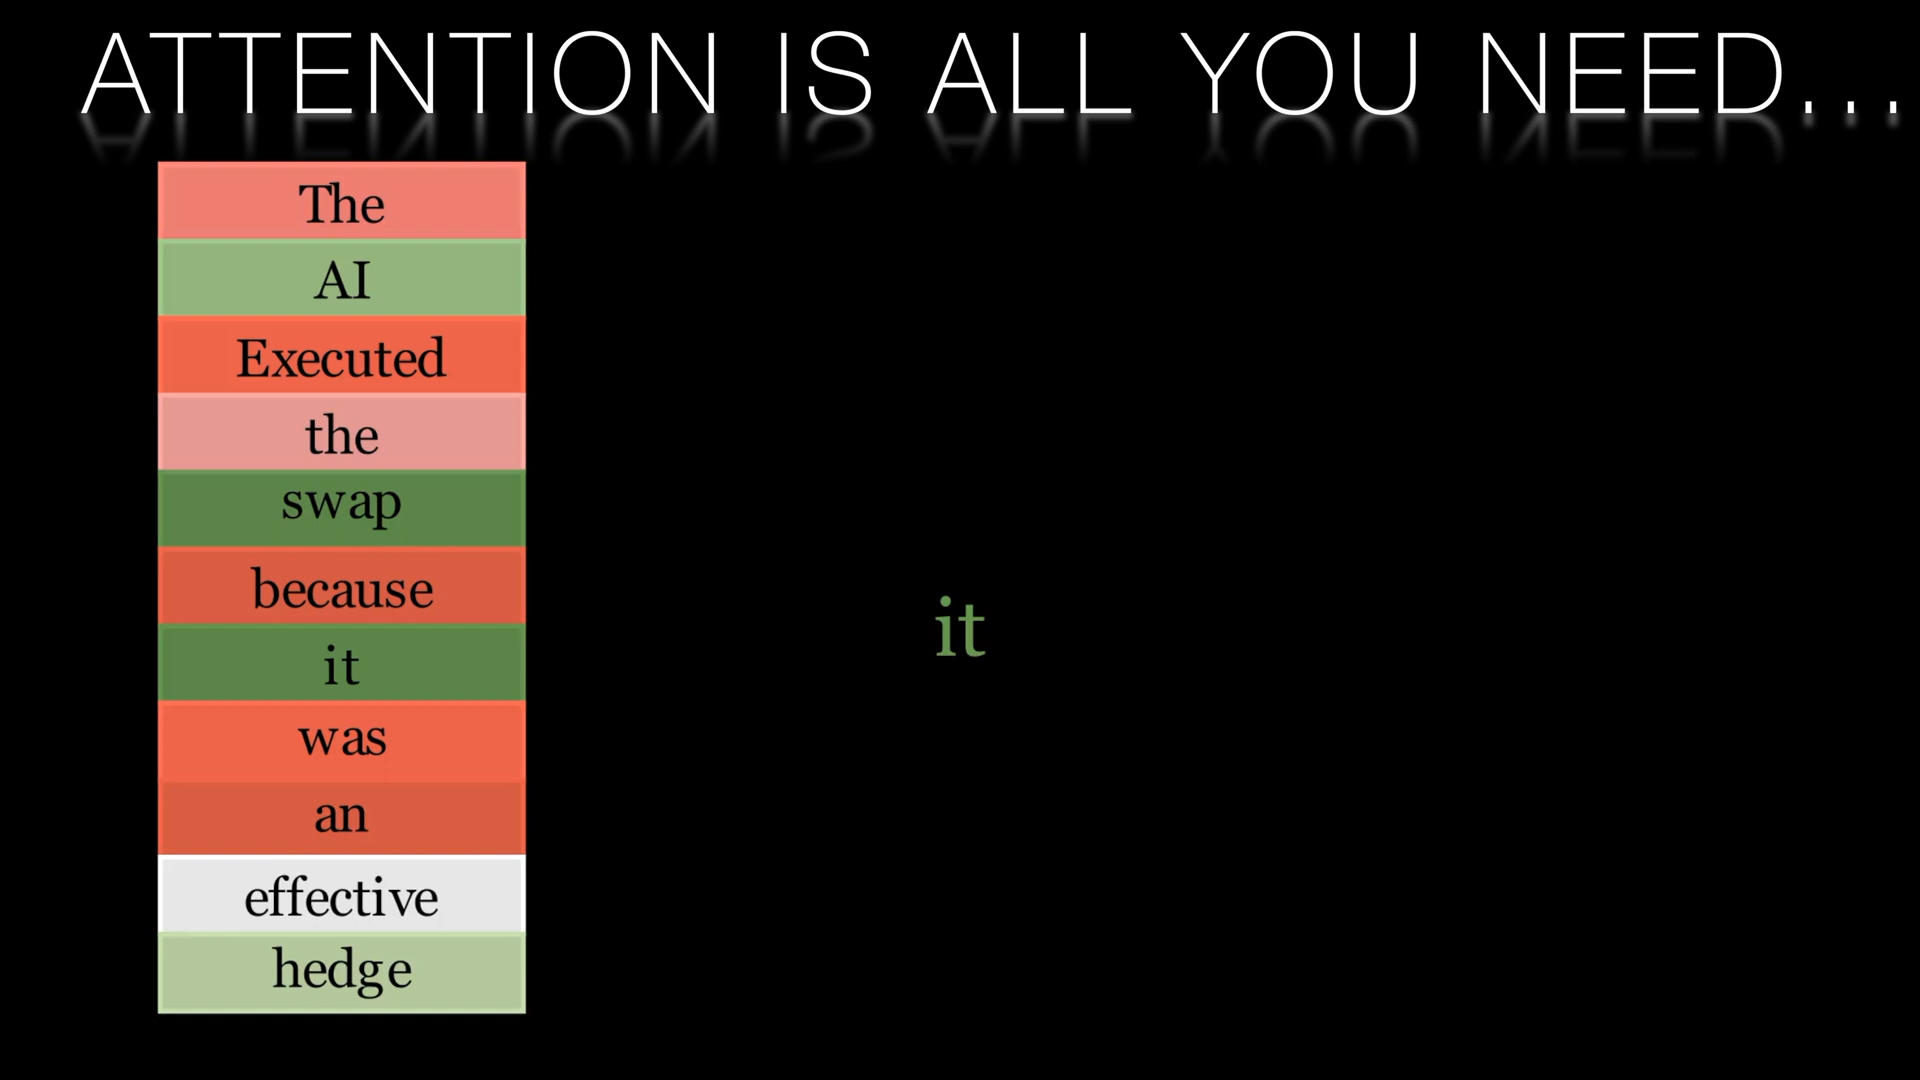 ATTENTION IS ALL YOU NEED...
The
AI
Executed
the
swap
because
it
was
an
effective
hedge
it